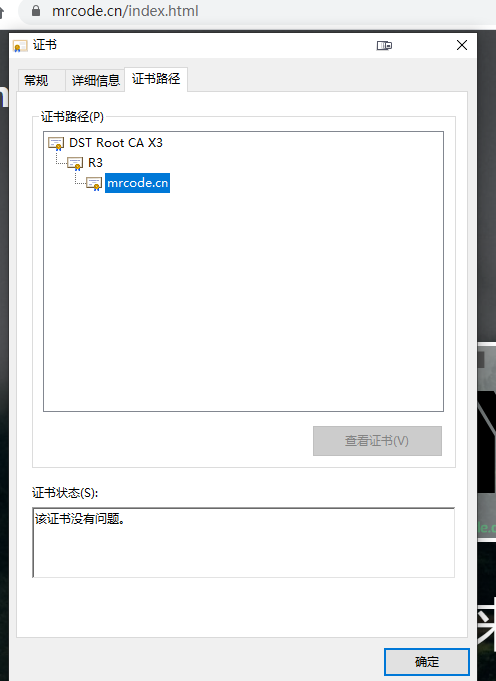 mrcode.cn/index.html
证书
常规 详细信息 证书路径
证书路径(P)
DST Root CA X3
R3
mrcode.cn
查看证书(V)
证书状态(S):
该证书没有问题。
确定